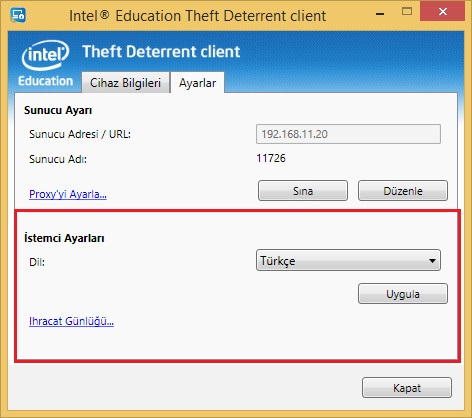 Intel® Education Theft Deterrent client
intel
Education
Theft Deterrent client
Cihaz Bilgileri
Ayarlar
Sunucu Ayarı
Sunucu Adresi / URL:
192.168.11.20
Sunucu Adı:
11726
Proxy'yi Ayarla...
Sına
Düzenle
İstemci Ayarları
Dil:
Türkçe
Uygula
Ihracat Günlüğü...
Kapat